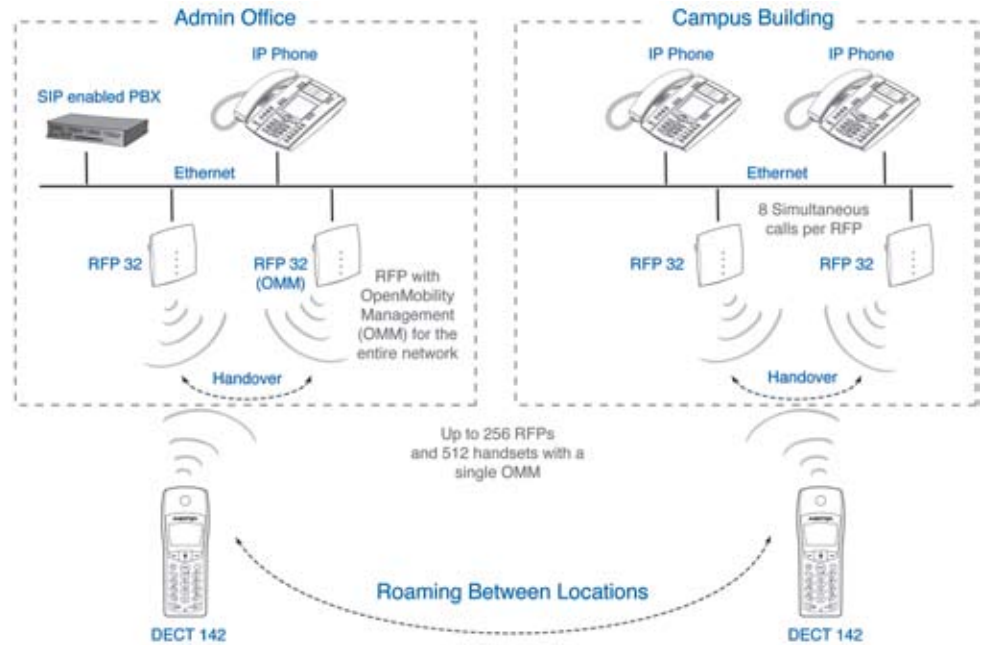 Admin Office
Campus Building
IP Phone
IP Phone
IP Phone
SIP enabled PBX
Ethernet
Ethernet
8 Simultaneous
calls per RFP
RFP 32
RFP 32
(OMM)
RFP with
OpenMobility
Management
(OMM) for the
entire network
RFP 32
RFP 32
Handover
Handover
Up to 256 RFPs
and 512 handsets with a
single OMM
Roaming Between Locations
DECT 142
DECT 142